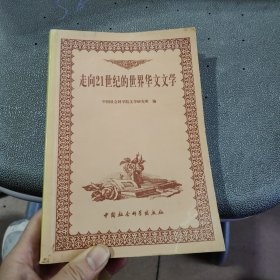 走向21世纪的世界华文文学
中国社会科学院文学研究所 编
中国社会科学出版社